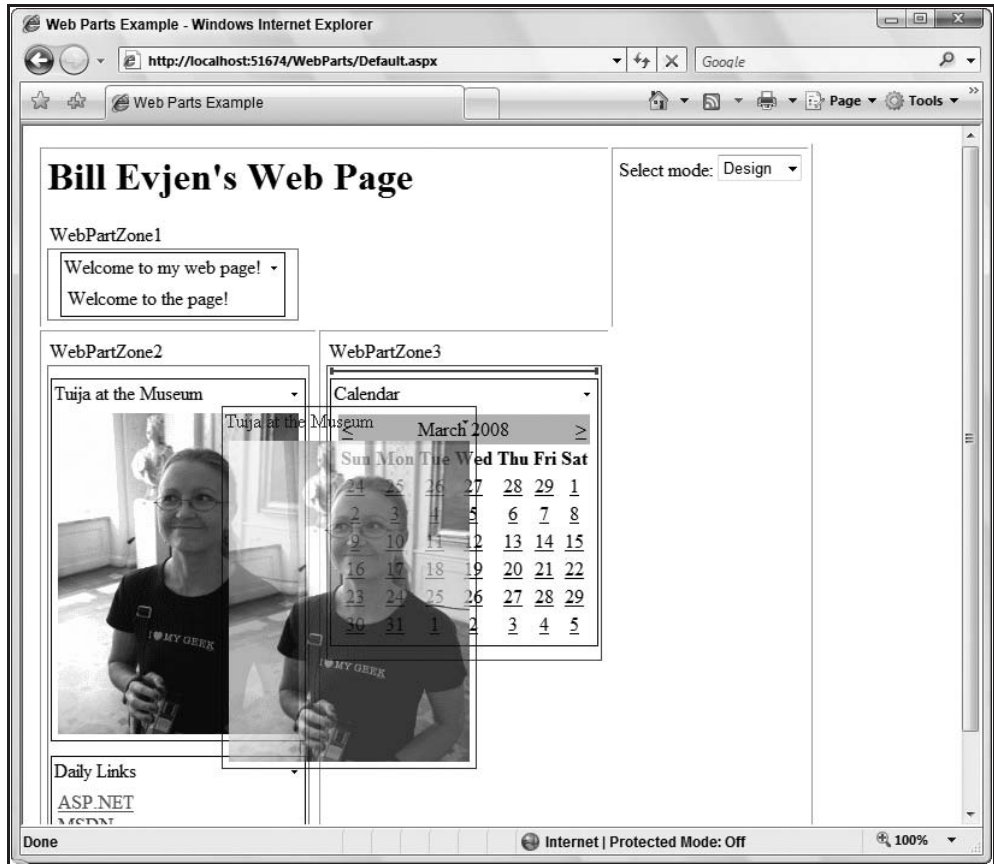 Web Parts Example - Windows Internet Explorer
http://localhost:51674/WebParts/Default.aspx
Google
Web Parts Example
Page
Tools
Bill Evjen's Web Page
Select mode: Design
WebPartZone1
Welcome to my web page!
Welcome to the page!
WebPartZone2
WebPartZone3
Tuija at the Museum
Calendar
Tuija at the Museum
< March 2008 >
Sun Mon Tue Wed Thu Fri Sat
24 25 26 27 28 29 1
2 3 4 5 6 7 8
9 10 11 12 13 14 15
16 17 18 19 20 21 22
23 24 25 26 27 28 29
30 31 1 2 3 4 5
I ♥ MY GEEK
I ♥ MY GEEK
Daily Links
ASP.NET
MSDN
Done
Internet | Protected Mode: Off
100%